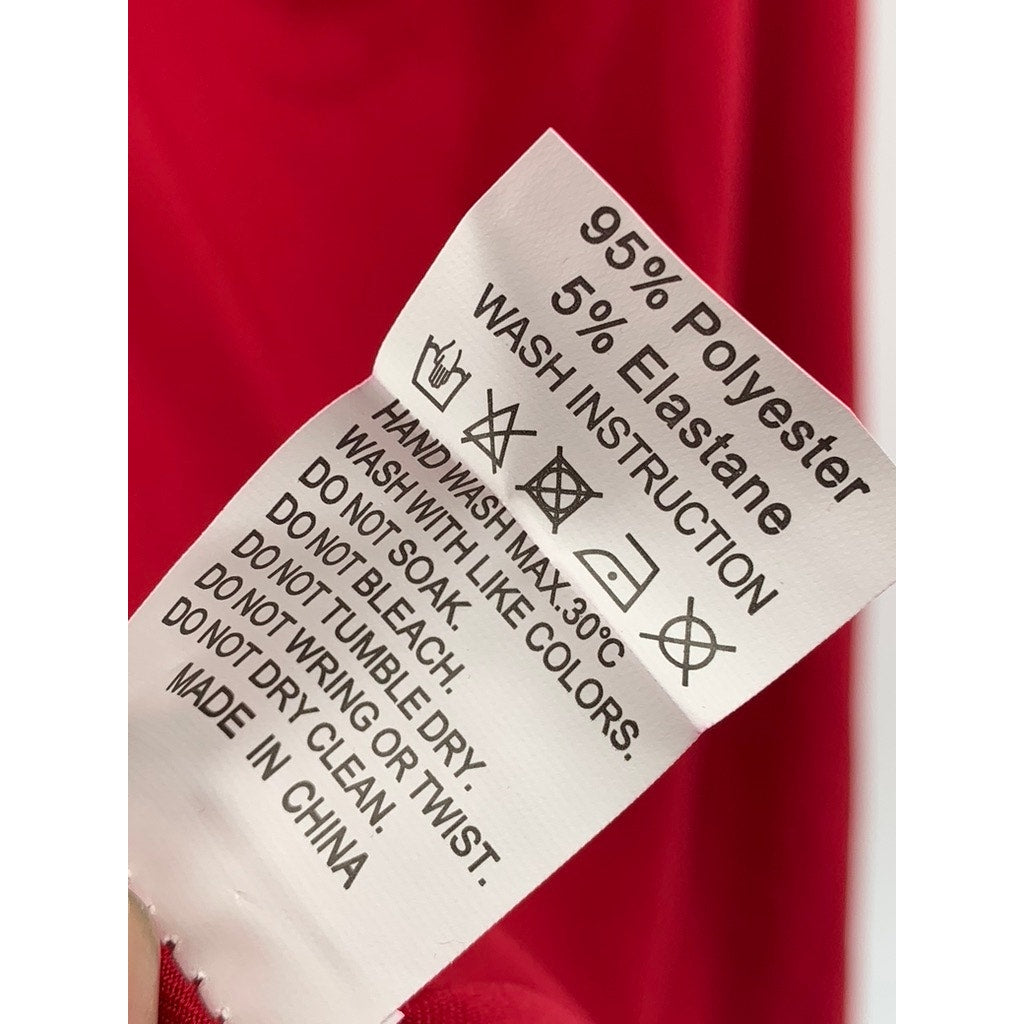 95% Polyester
5% Elastane
WASH INSTRUCTION
HAND WASH MAX.30°C
WASH WITH LIKE COLORS.
DO NOT SOAK.
DO NOT BLEACH.
DO NOT TUMBLE DRY.
DO NOT WRING OR TWIST.
DO NOT DRY CLEAN.
MADE IN CHINA